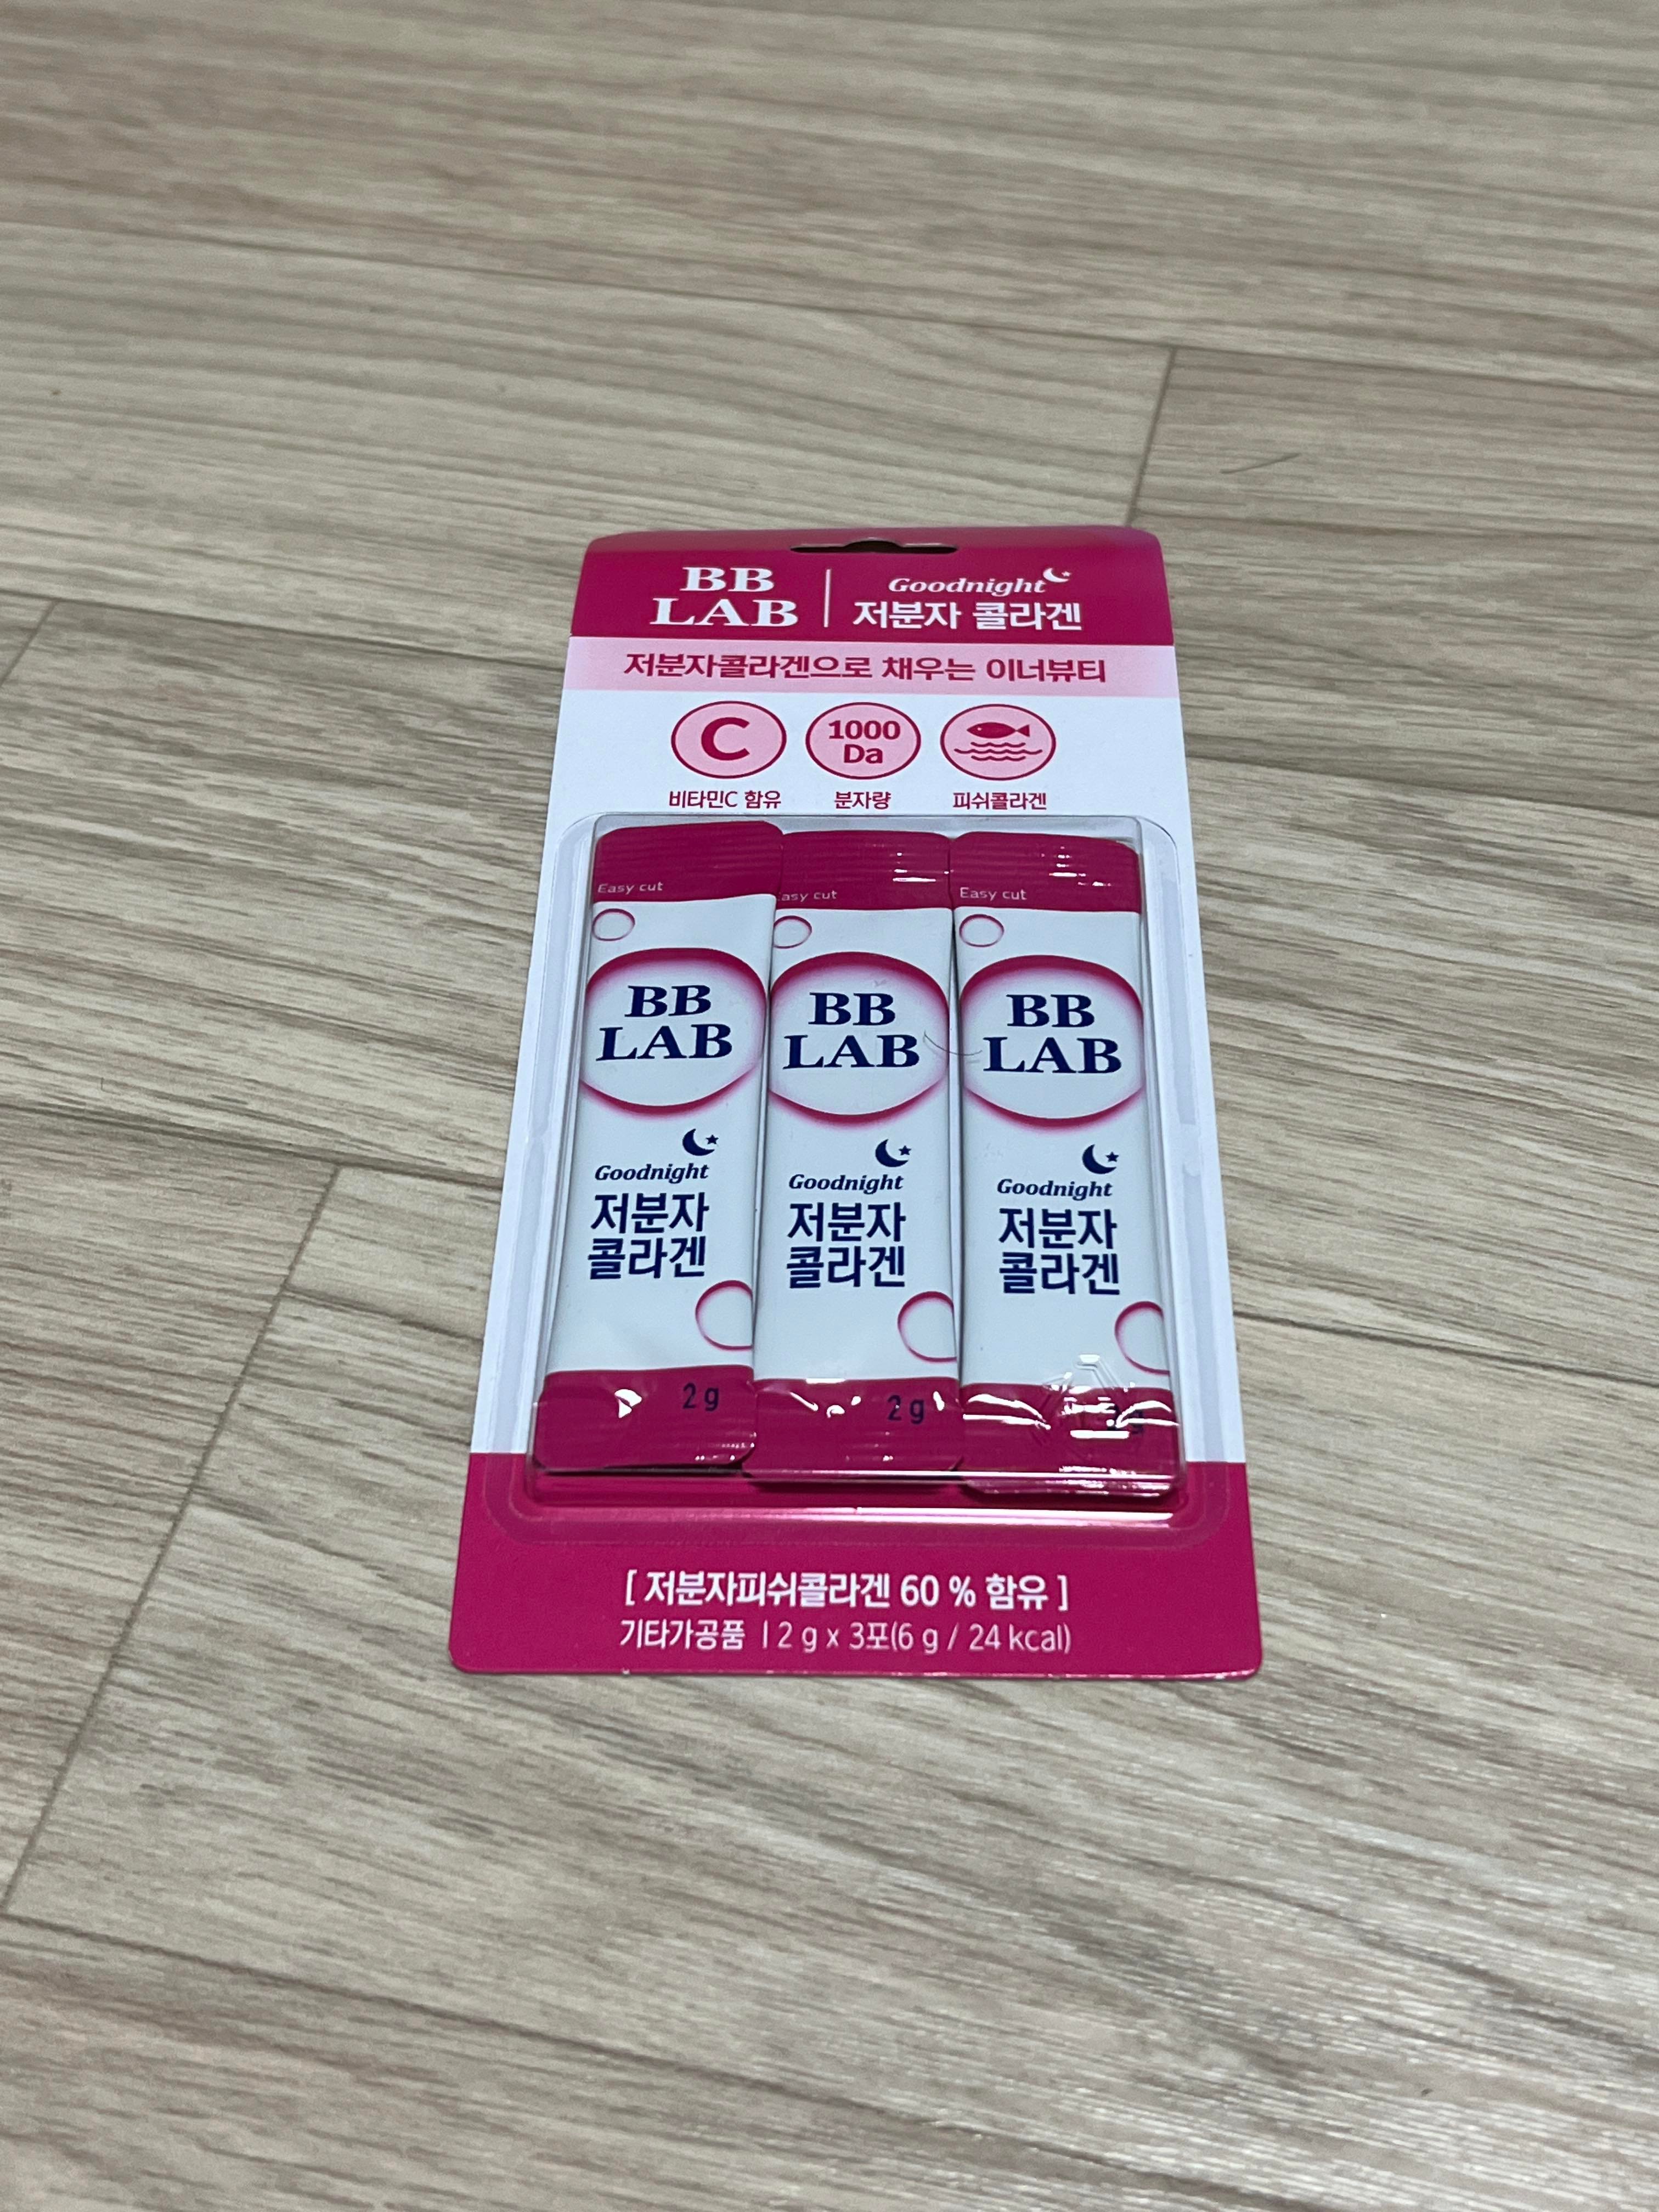 BB
LAB
Goodnight
저분자 콜라겐
저분자콜라겐으로 채우는 이너뷰티
C
1000
Da
비타민C 함유
분자량
피쉬콜라겐
Easy cut
BB
LAB
Goodnight
저분자
콜라겐
2 g
asy cut
BB
LAB
Goodnight
저분자
콜라겐
2 g
Easy cut
BB
LAB
Goodnight
저분자
콜라겐
[ 저분자피쉬콜라겐 60 % 함유 ]
기타가공품 | 2 g x 3포(6 g / 24 kcal)